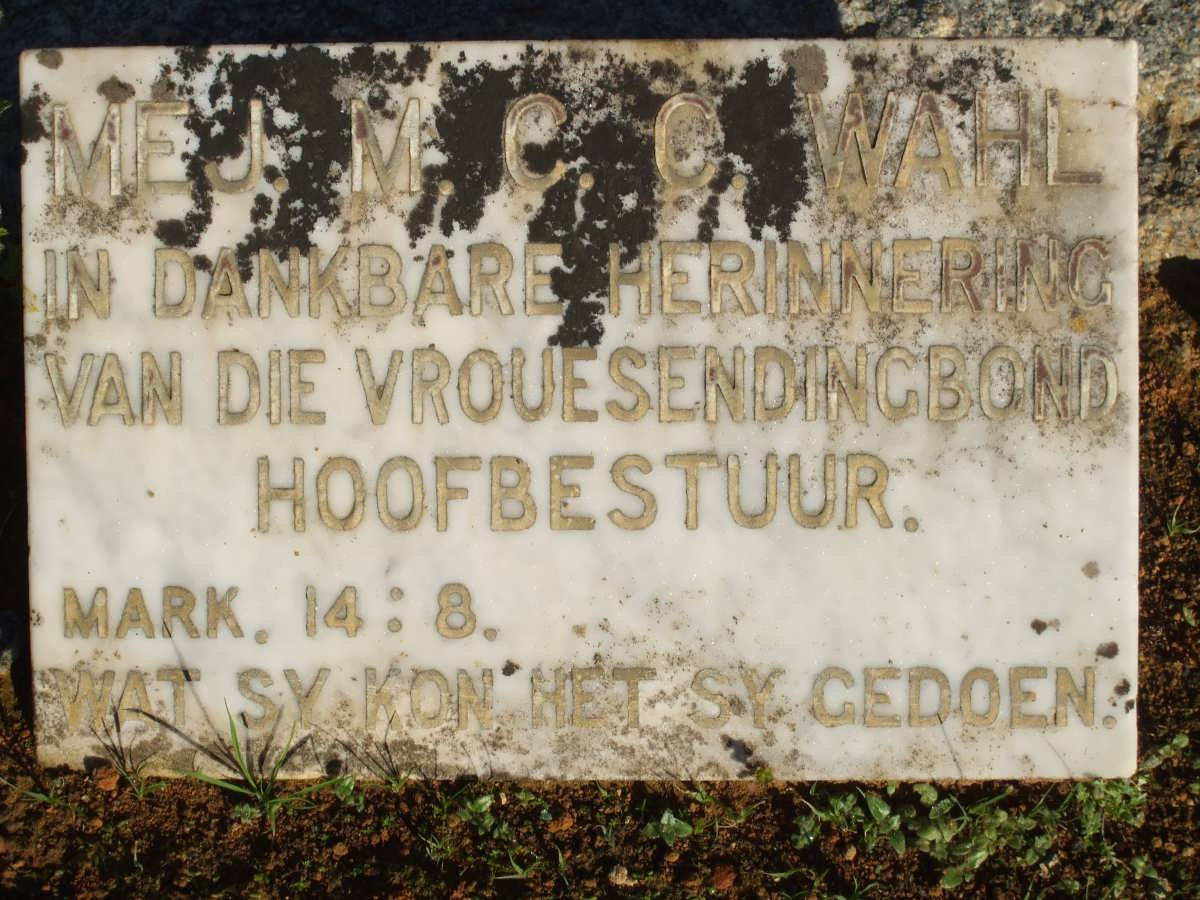 MEJ. M. C. C. WAHL
IN DANKBARE HERINNERING
VAN DIE VROUESENDINGBOND
HOOFBESTUUR.
MARK. 14:8.
WAT SY KON HET SY GEDOEN.